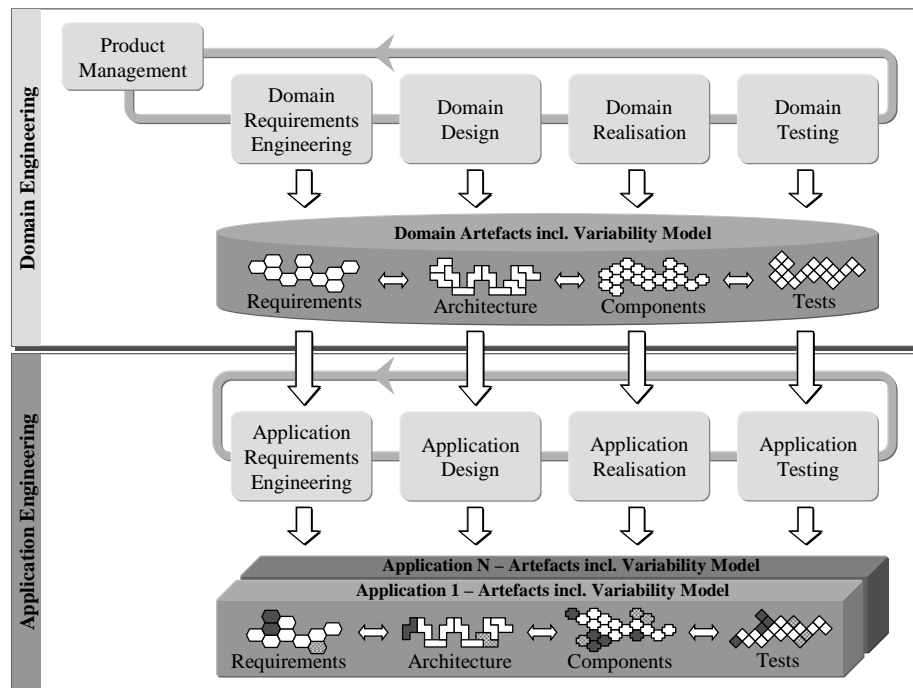 Domain Engineering
Product
Management
Domain
Requirements
Engineering
Domain
Design
Domain
Realisation
Domain
Testing
Domain Artefacts incl. Variability Model
Requirements
Architecture
Components
Tests
Application Engineering
Application
Requirements
Engineering
Application
Design
Application
Realisation
Application
Testing
Application N – Artefacts incl. Variability Model
Application 1 – Artefacts incl. Variability Model
Requirements
Architecture
Components
Tests